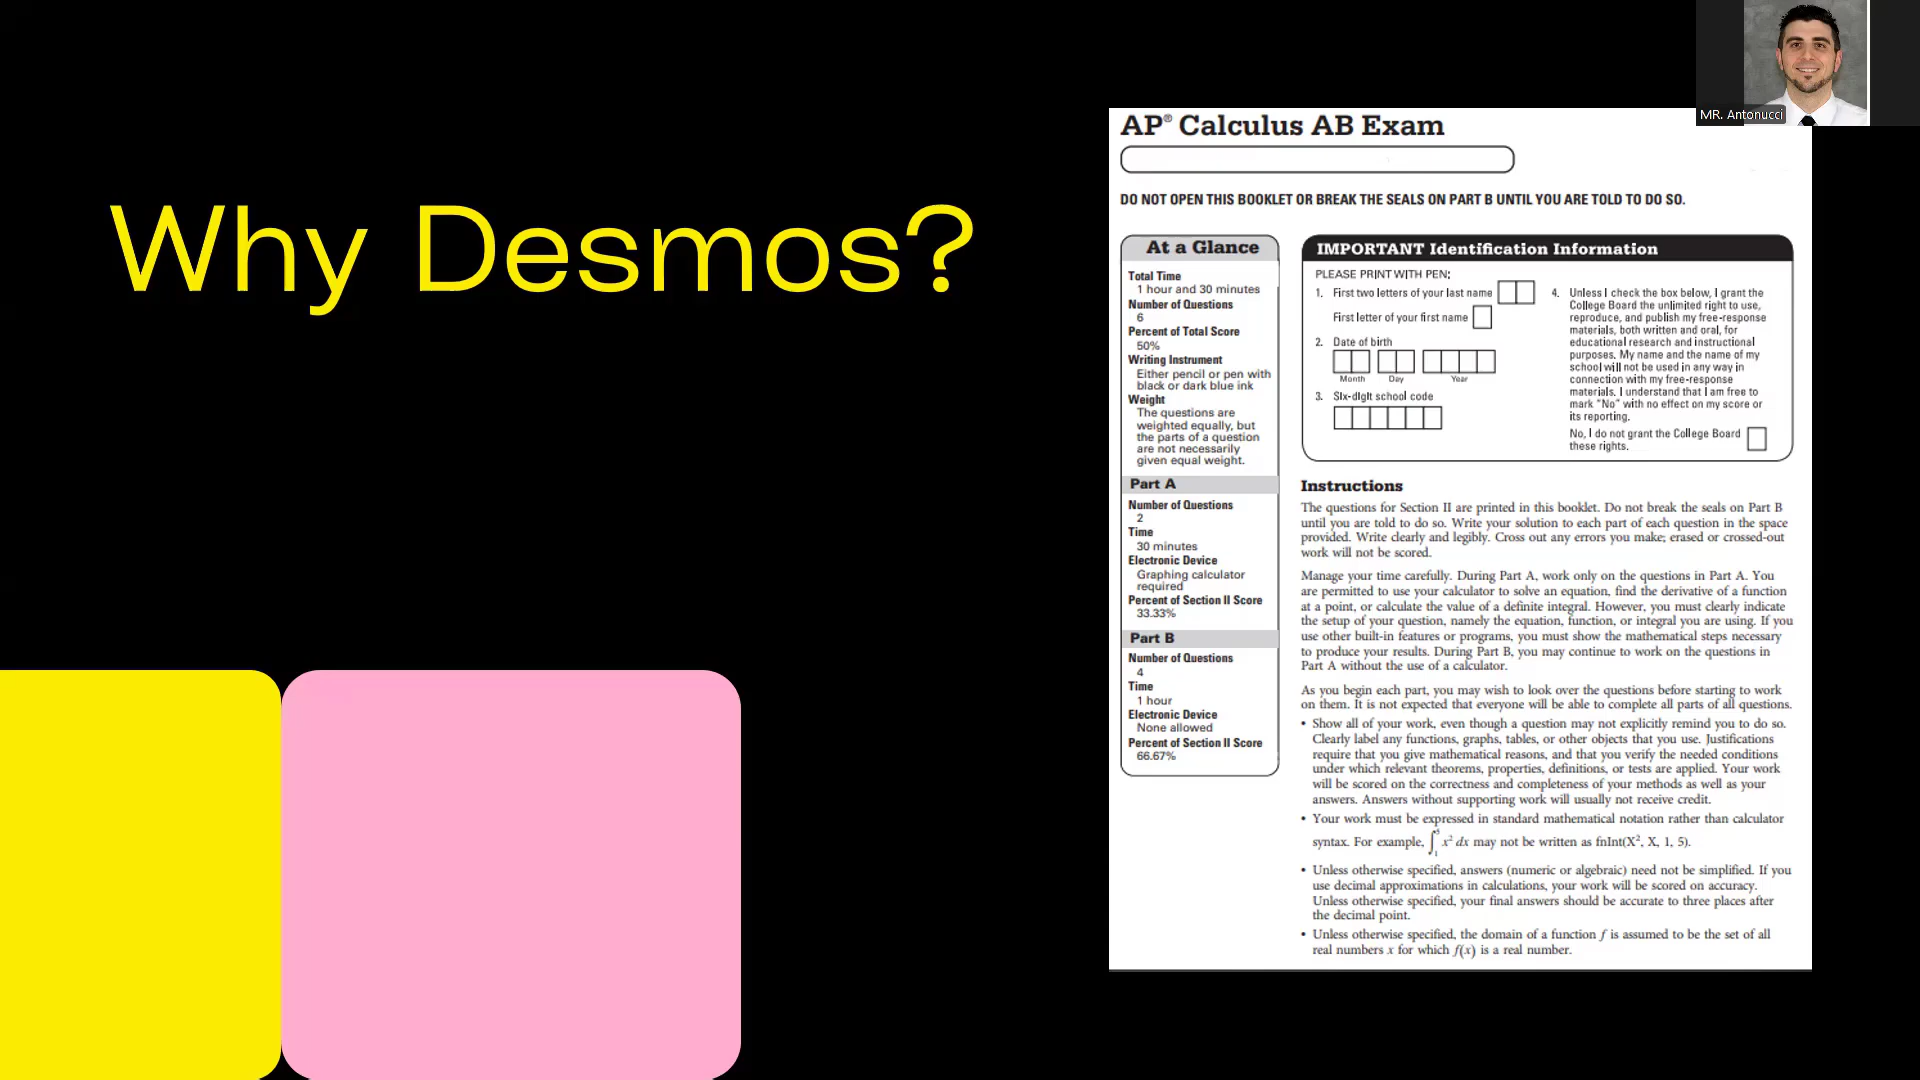 MR. Antonucci
Why Desmos?
AP® Calculus AB Exam
DO NOT OPEN THIS BOOKLET OR BREAK THE SEALS ON PART B UNTIL YOU ARE TOLD TO DO SO.
At a Glance
Total Time
1 hour and 30 minutes
Number of Questions
6
Percent of Total Score
50%
Writing Instrument
Either pencil or pen with
black or dark blue ink
Weight
The questions are
weighted equally, but
the parts of a question
are not necessarily
given equal weight.
Part A
Number of Questions
2
Time
30 minutes
Electronic Device
Graphing calculator
required
Percent of Section II Score
33.33%
Part B
Number of Questions
4
Time
1 hour
Electronic Device
None allowed
Percent of Section II Score
66.67%
IMPORTANT Identification Information
PLEASE PRINT WITH PEN:
1. First two letters of your last name
First letter of your first name
2. Date of birth
Month Day Year
3. Six-digit school code
4. Unless I check the box below, I grant the
College Board the unlimited right to use,
reproduce, and publish my free-response
materials, both written and oral, for
educational research and instructional
purposes. My name and the name of my
school will not be used in any way in
connection with my free-response
materials. I understand that I am free to
mark "No" with no effect on my score or
its reporting.
No, I do not grant the College Board
these rights.
Instructions
The questions for Section II are printed in this booklet. Do not break the seals on Part B
until you are told to do so. Write your solution to each part of each question in the space
provided. Write clearly and legibly. Cross out any errors you make; erased or crossed-out
work will not be scored.
Manage your time carefully. During Part A, work only on the questions in Part A. You
are permitted to use your calculator to solve an equation, find the derivative of a function
at a point, or calculate the value of a definite integral. However, you must clearly indicate
the setup of your question, namely the equation, function, or integral you are using. If you
use other built-in features or programs, you must show the mathematical steps necessary
to produce your results. During Part B, you may continue to work on the questions in
Part A without the use of a calculator.
As you begin each part, you may wish to look over the questions before starting to work
on them. It is not expected that everyone will be able to complete all parts of all questions.
• Show all of your work, even though a question may not explicitly remind you to do so.
Clearly label any functions, graphs, tables, or other objects that you use. Justifications
require that you give mathematical reasons, and that you verify the needed conditions
under which relevant theorems, properties, definitions, or tests are applied. Your work
will be scored on the correctness and completeness of your methods as well as your
answers. Answers without supporting work will usually not receive credit.
• Your work must be expressed in standard mathematical notation rather than calculator
syntax. For example, ∫₁⁵ x² dx may not be written as fnInt(X², X, 1, 5).
• Unless otherwise specified, answers (numeric or algebraic) need not be simplified. If you
use decimal approximations in calculations, your work will be scored on accuracy.
Unless otherwise specified, your final answers should be accurate to three places after
the decimal point.
• Unless otherwise specified, the domain of a function f is assumed to be the set of all
real numbers x for which f(x) is a real number.